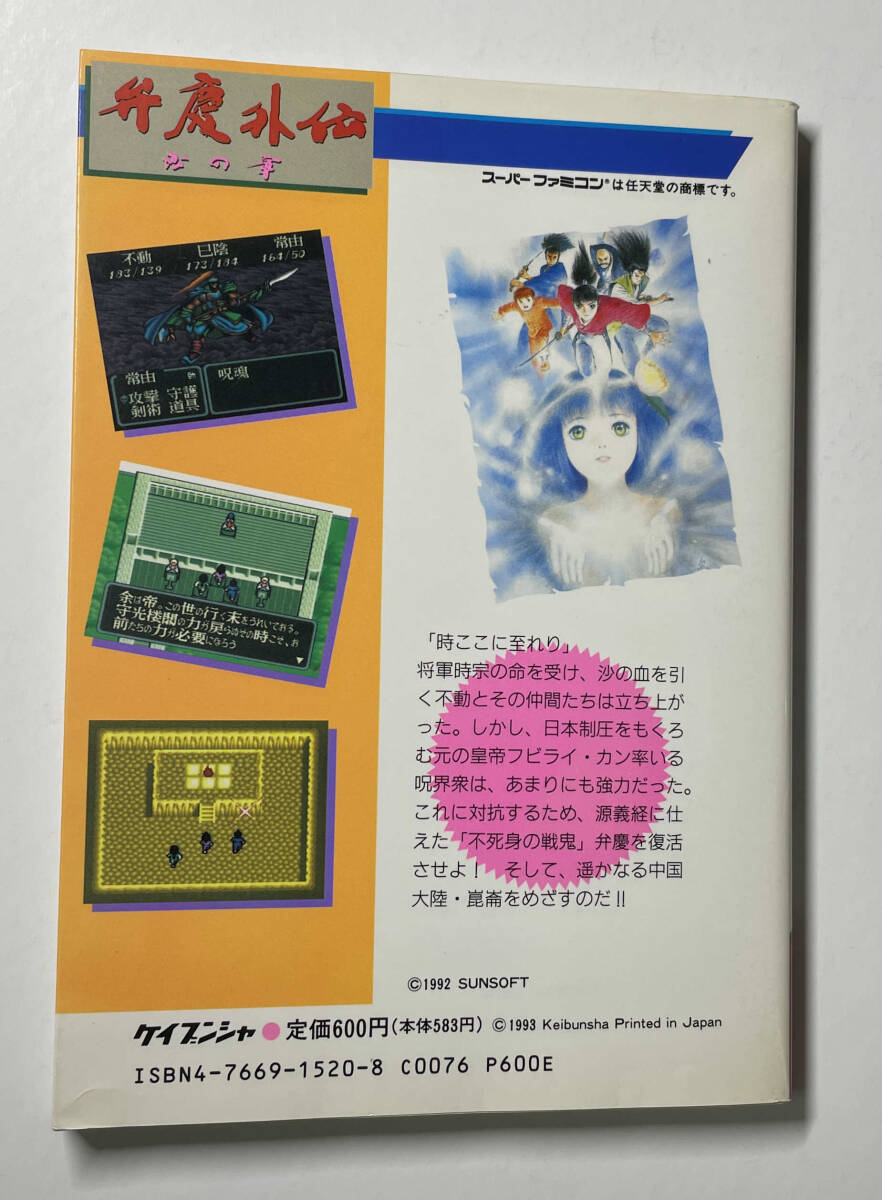 弁慶外伝
沙の章
スーパーファミコン®は任天堂の商標です。
不動 巳陰 常由
183/139 173/184 164/50
常由
呪魂
攻撃 守護
剣術 道具
余は帝。この世の行く末をうれいておる。
守光楼閣の力が戻らぬその時こそ、お
前たちの力が必要になろう
▼
「時ここに至れり」
将軍時宗の命を受け、沙の血を引
く不動とその仲間たちは立ち上が
った。しかし、日本制圧をもくろ
む元の皇帝フビライ・カン率いる
呪界衆は、あまりにも強力だった。
これに対抗するため、源義経に仕
えた「不死身の戦鬼」弁慶を復活
させよ! そして、遥かなる中国
大陸・崑崙をめざすのだ!!
©1992 SUNSOFT
ケイブンシャ●定価600円(本体583円) ©1993 Keibunsha Printed in Japan
ISBN4-7669-1520-8 C0076 P600E